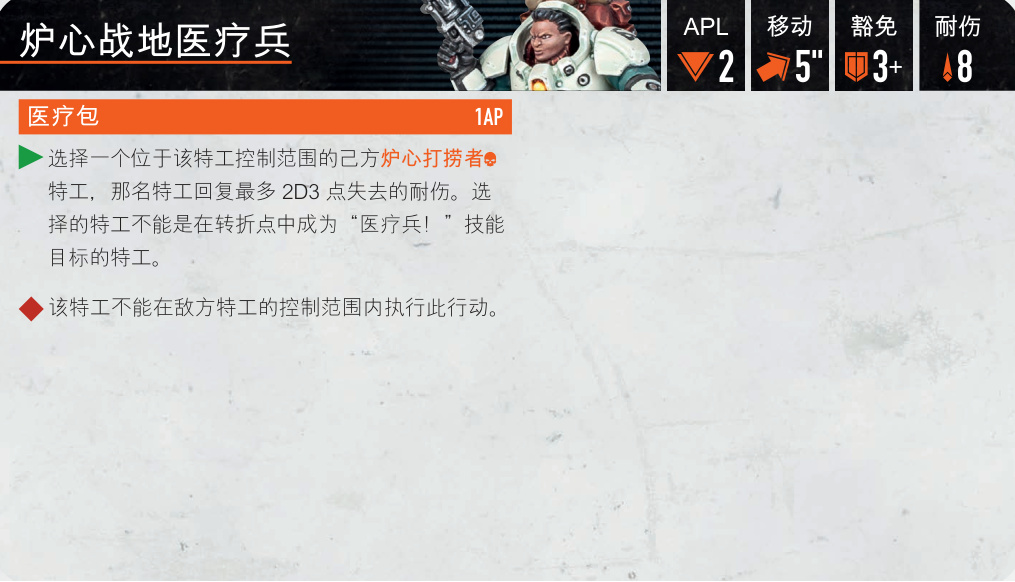 炉心战地医疗兵
APL
2
移动
5"
豁免
3+
耐伤
8
医疗包 1AP
选择一个位于该特工控制范围的己方炉心打捞者
特工，那名特工回复最多 2D3 点失去的耐伤。选
择的特工不能是在转折点中成为“医疗兵！”技能
目标的特工。
该特工不能在敌方特工的控制范围内执行此行动。